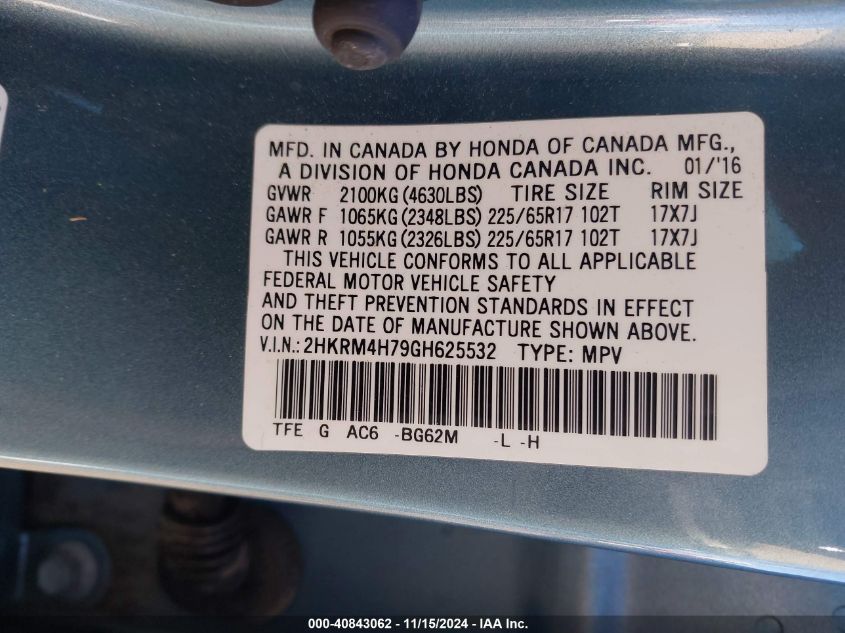 MFD. IN CANADA BY HONDA OF CANADA MFG.,
A DIVISION OF HONDA CANADA INC. 01/'16
GVWR 2100KG (4630LBS) TIRE SIZE RIM SIZE
GAWR F 1065KG (2348LBS) 225/65R17 102T 17X7J
GAWR R 1055KG (2326LBS) 225/65R17 102T 17X7J
THIS VEHICLE CONFORMS TO ALL APPLICABLE
FEDERAL MOTOR VEHICLE SAFETY
AND THEFT PREVENTION STANDARDS IN EFFECT
ON THE DATE OF MANUFACTURE SHOWN ABOVE.
V.I.N.: 2HKRM4H79GH625532 TYPE: MPV
TFE G AC6 -BG62M -L -H
000-40843062 - 11/15/2024 - IAA Inc.